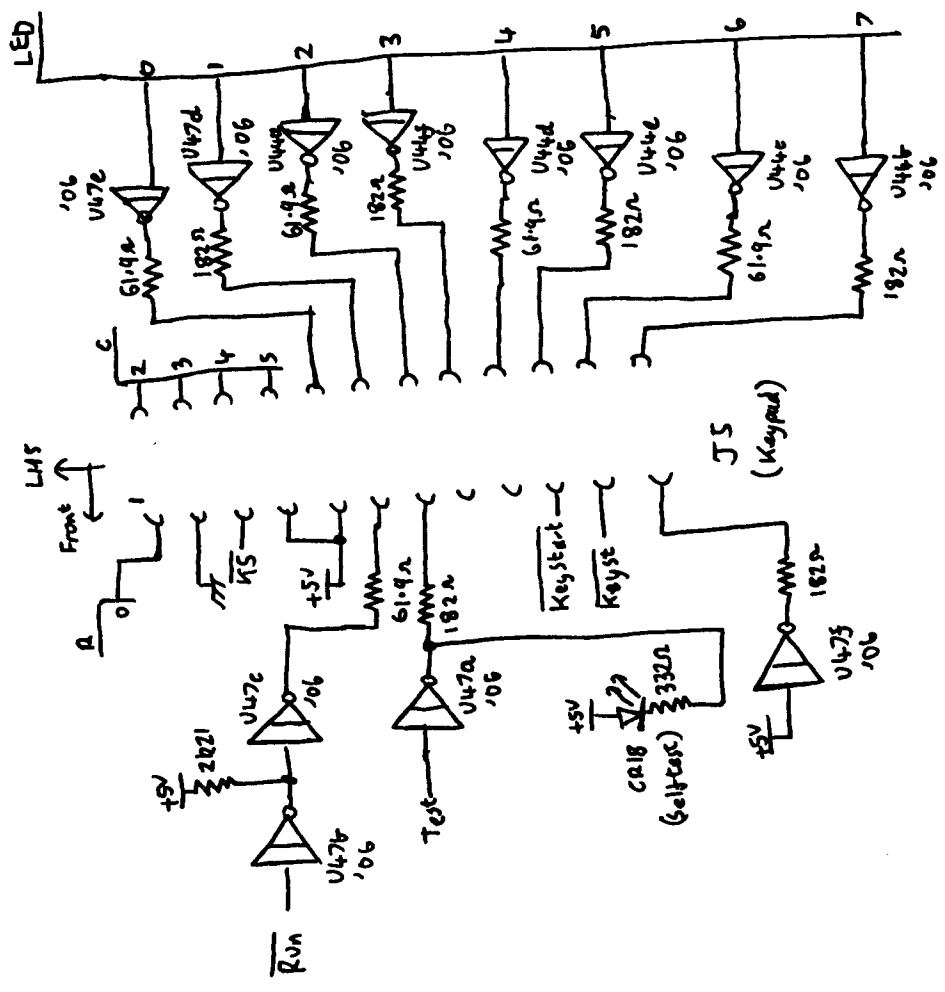 LED
0
1
2
3
4
5
6
7
'06
U47e
U47d
'06
U44a
'06
U44f
'06
U44d
'06
U44e
'06
U44c
'06
U44b
'06
61.9Ω
182Ω
61.9Ω
182Ω
61.9Ω
182Ω
61.9Ω
182Ω
C
2
3
4
5
LHS
Front
J5
(Keypad)
R
0
1
KS
+5V
61.9Ω
182Ω
KeyStart
KeySt
182Ω
U47c
'06
U47a
'06
U47f
'06
+5V
+5V
2k21
+5V
332Ω
CR18
(Selftest)
Test
U47b
'06
Run